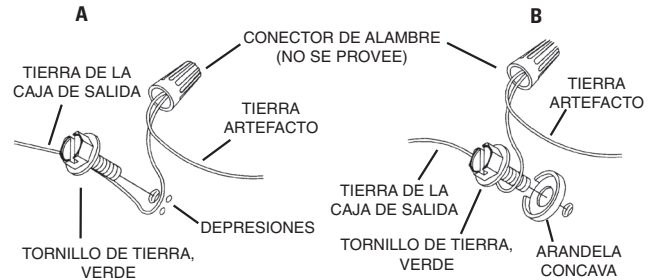 A
CONECTOR DE ALAMBRE
(NO SE PROVEE)
TIERRA DE LA
CAJA DE SALIDA
TIERRA
ARTEFACTO
DEPRESIONES
TORNILLO DE TIERRA,
VERDE
B
TIERRA
ARTEFACTO
TIERRA DE LA
CAJA DE SALIDA
TORNILLO DE TIERRA,
VERDE
ARANDELA
CONCAVA